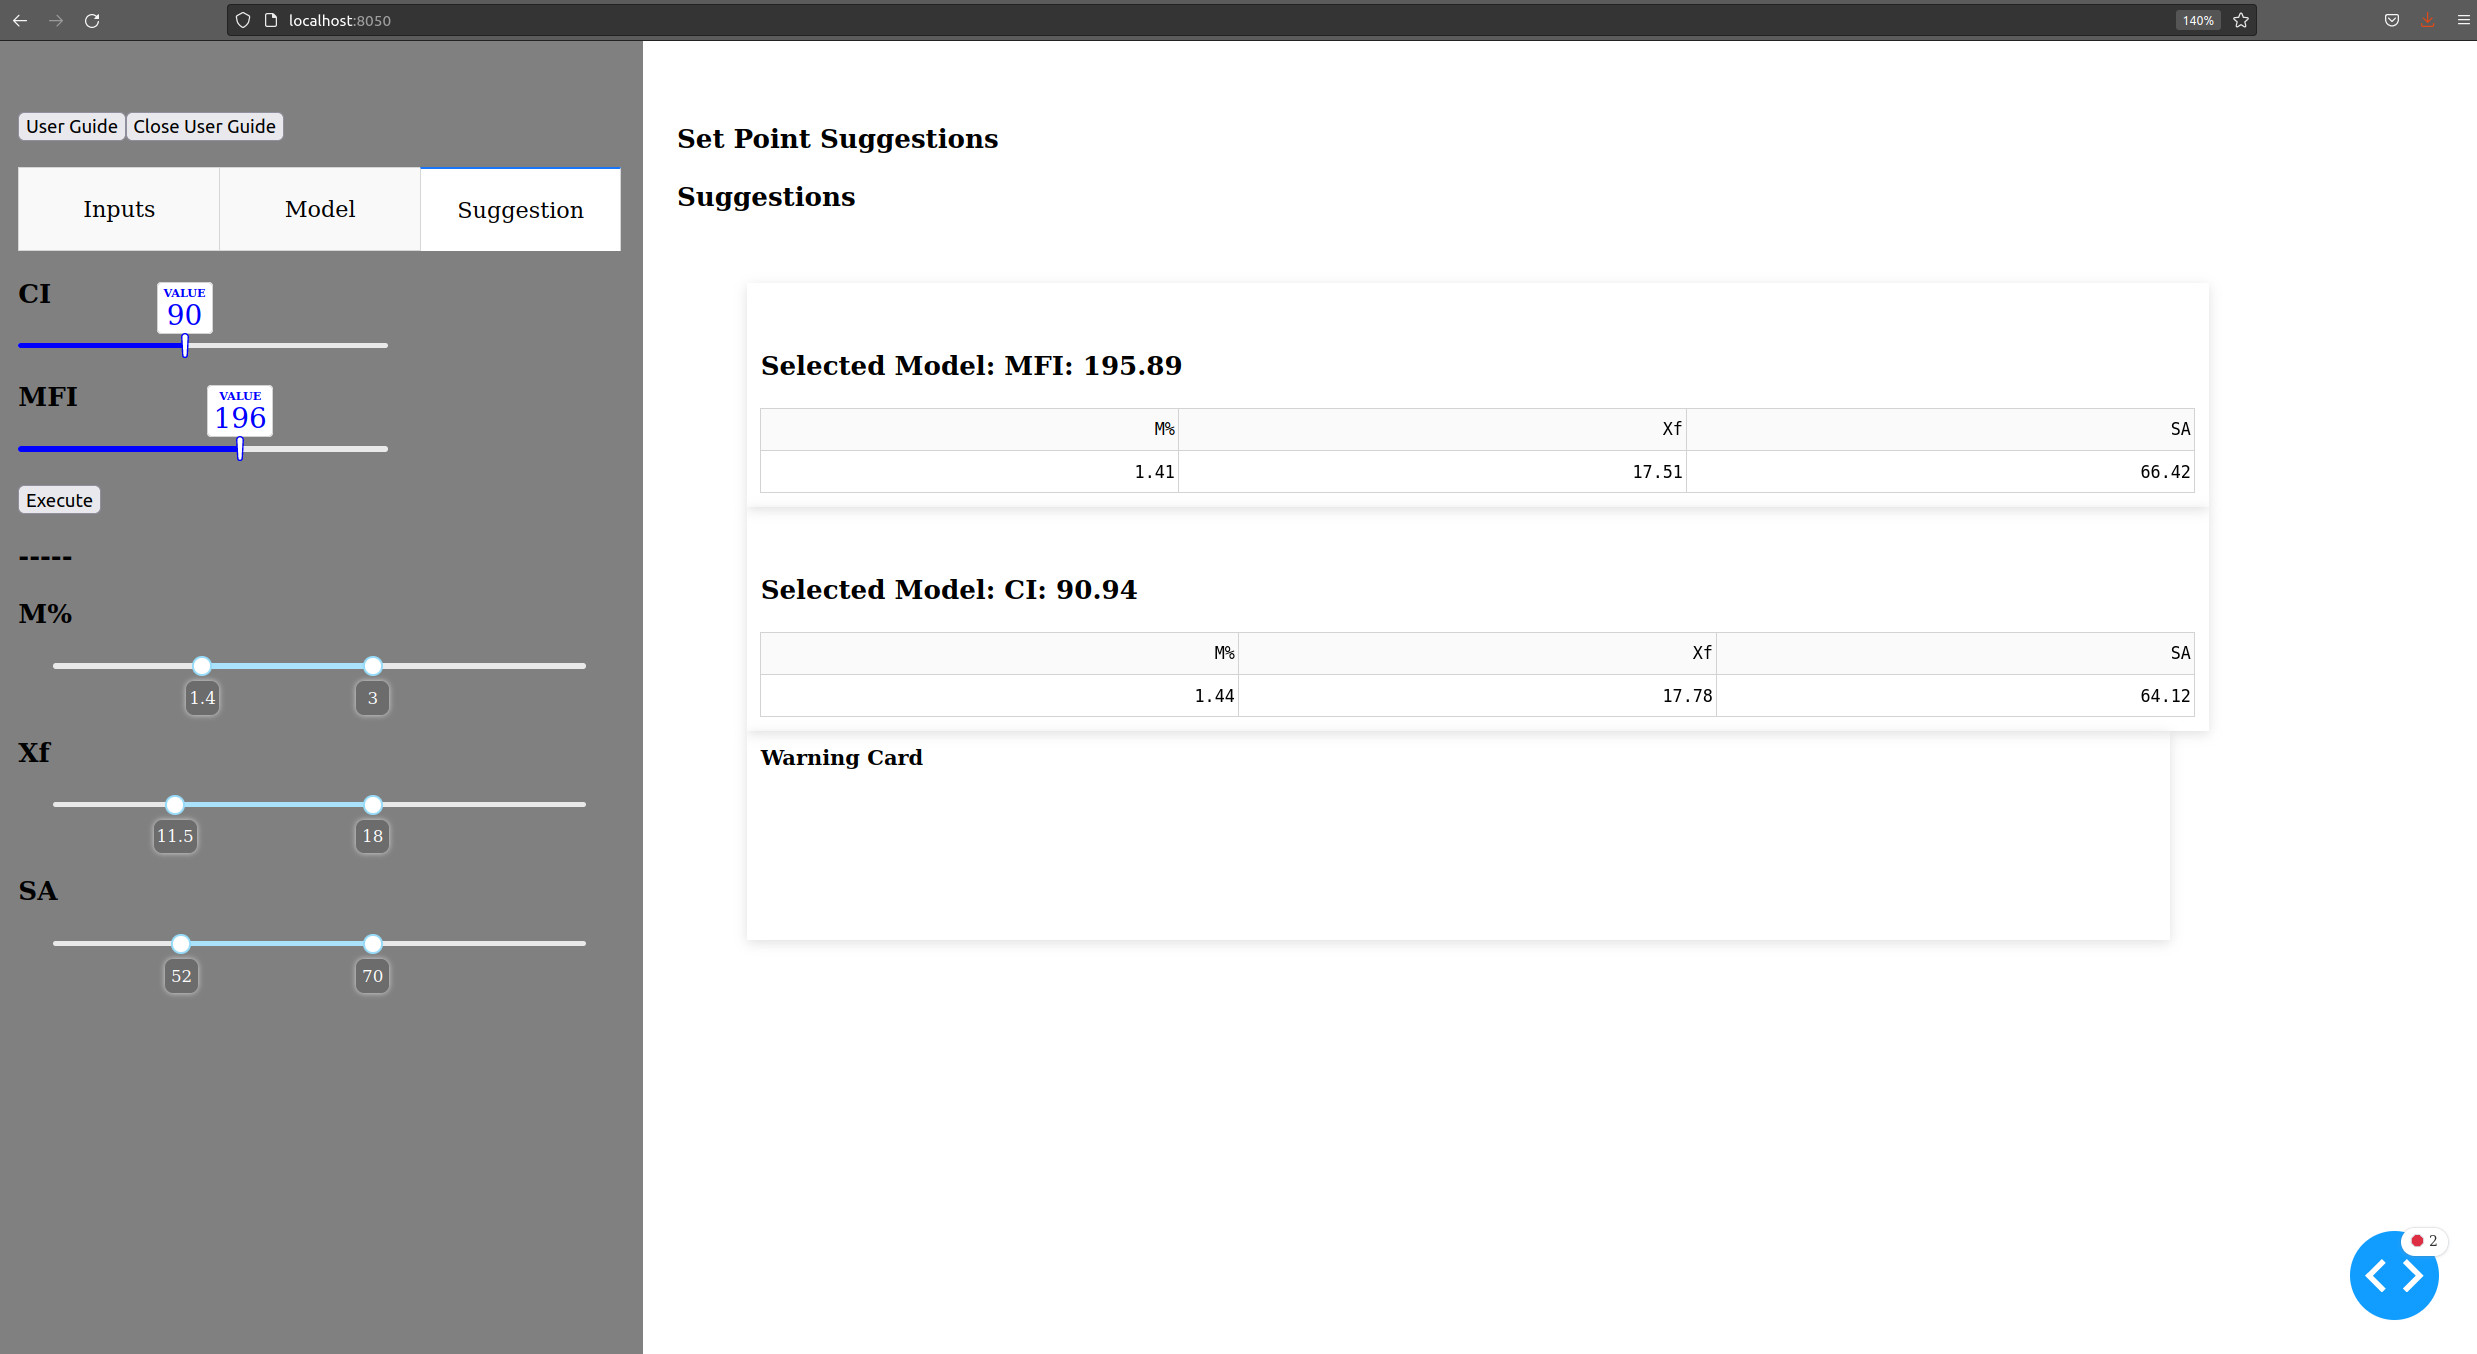 localhost:8050
140%
User Guide Close User Guide
Inputs Model Suggestion
CI
VALUE
90
MFI
VALUE
196
Execute
-----
M%
1.4 3
Xf
11.5 18
SA
52 70
Set Point Suggestions
Suggestions
Selected Model: MFI: 195.89
M% Xf SA
1.41 17.51 66.42
Selected Model: CI: 90.94
M% Xf SA
1.44 17.78 64.12
Warning Card
2